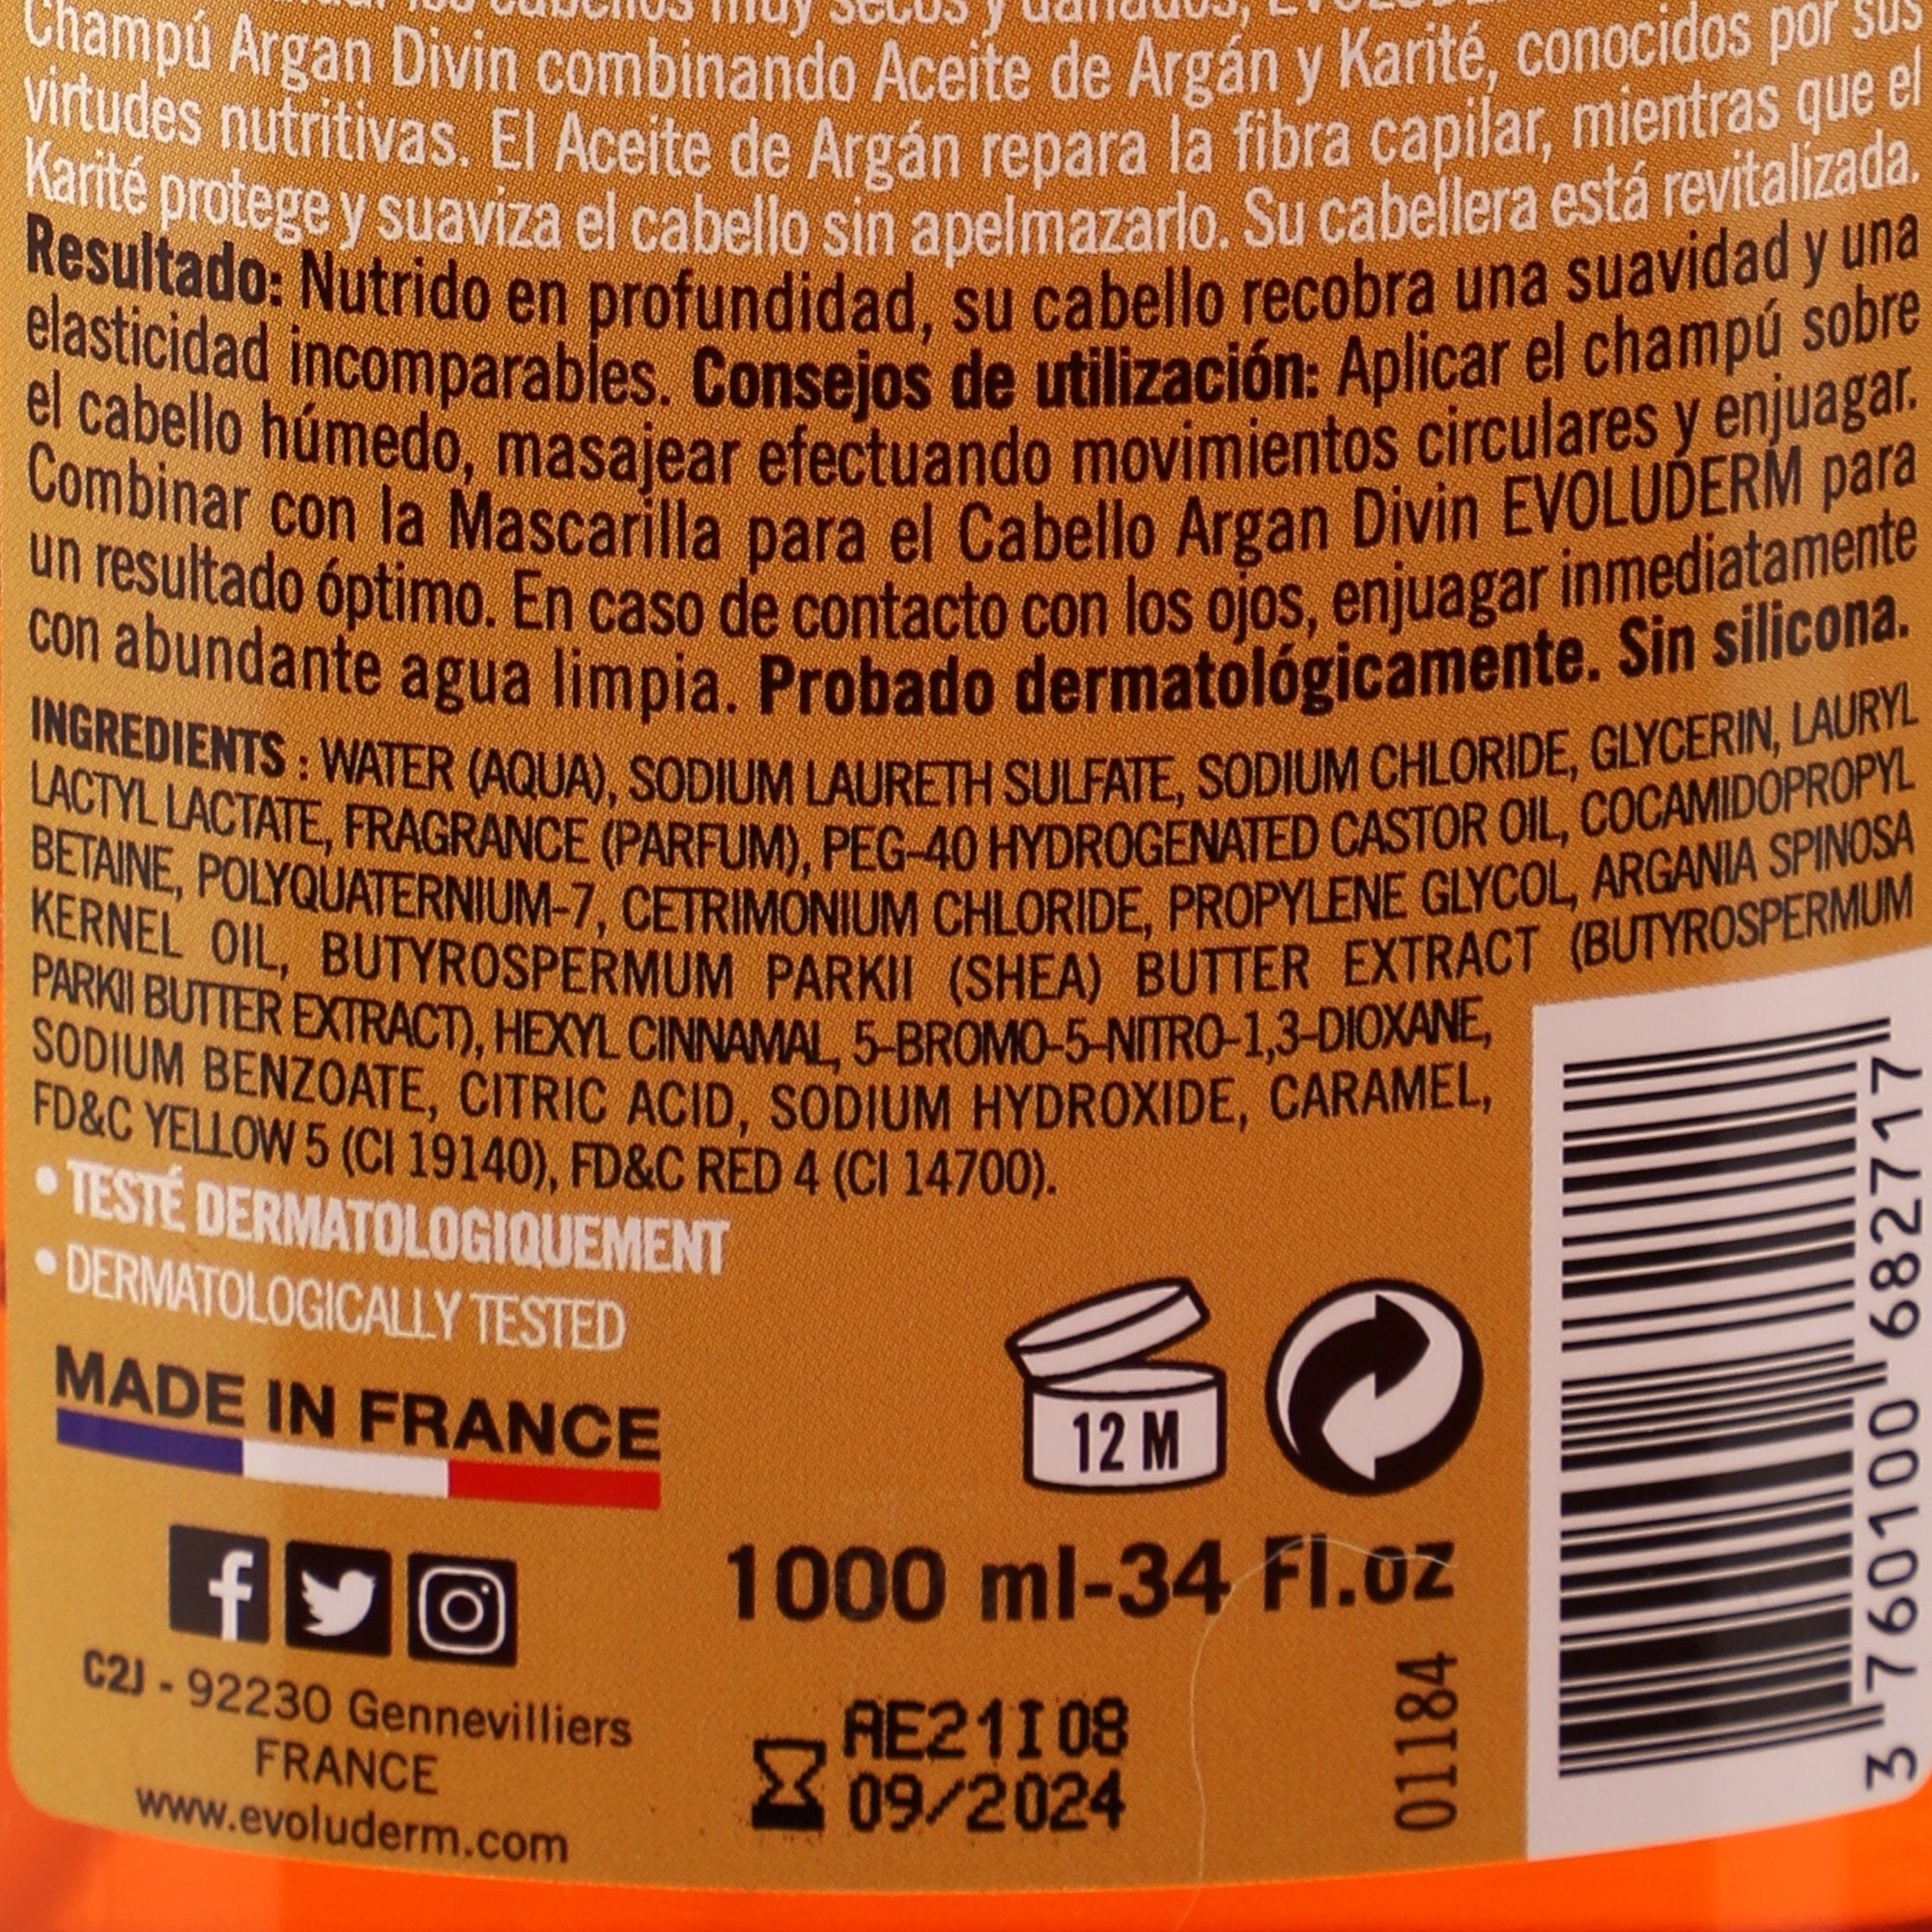 los cabellos muy secos y dañados,
Champú Argan Divin combinando Aceite de Argán y Karité, conocidos por sus
virtudes nutritivas. El Aceite de Argán repara la fibra capilar, mientras que el
Karité protege y suaviza el cabello sin apelmazarlo. Su cabellera está revitalizada.
Resultado: Nutrido en profundidad, su cabello recobra una suavidad y una
elasticidad incomparables. Consejos de utilización: Aplicar el champú sobre
el cabello húmedo, masajear efectuando movimientos circulares y enjuagar.
Combinar con la Mascarilla para el Cabello Argan Divin EVOLUDERM para
un resultado óptimo. En caso de contacto con los ojos, enjuagar inmediatamente
con abundante agua limpia. Probado dermatológicamente. Sin silicona.
INGREDIENTS : WATER (AQUA), SODIUM LAURETH SULFATE, SODIUM CHLORIDE, GLYCERIN, LAURYL
LACTYL LACTATE, FRAGRANCE (PARFUM), PEG-40 HYDROGENATED CASTOR OIL, COCAMIDOPROPYL
BETAINE, POLYQUATERNIUM-7, CETRIMONIUM CHLORIDE, PROPYLENE GLYCOL, ARGANIA SPINOSA
KERNEL OIL, BUTYROSPERMUM PARKII (SHEA) BUTTER EXTRACT (BUTYROSPERMUM
PARKII BUTTER EXTRACT), HEXYL CINNAMAL, 5-BROMO-5-NITRO-1,3-DIOXANE,
SODIUM BENZOATE, CITRIC ACID, SODIUM HYDROXIDE, CARAMEL,
FD&C YELLOW 5 (CI 19140), FD&C RED 4 (CI 14700).
• TESTÉ DERMATOLOGIQUEMENT
• DERMATOLOGICALLY TESTED
MADE IN FRANCE
12 M
1000 ml-34 Fl.oz
C2J - 92230 Gennevilliers
FRANCE
www.evoluderm.com
AE21I08
09/2024
01184
3 760100 682717